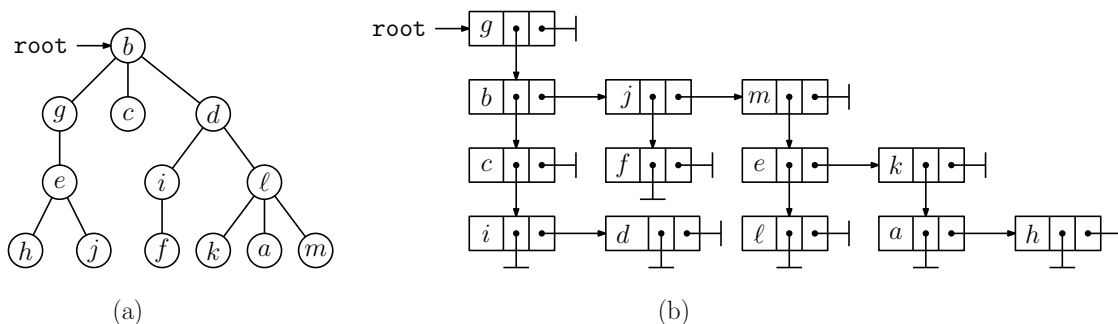 root b root g
g c d b j m
e i ℓ c f e k
h j f k a m i d ℓ a h
(a) (b)